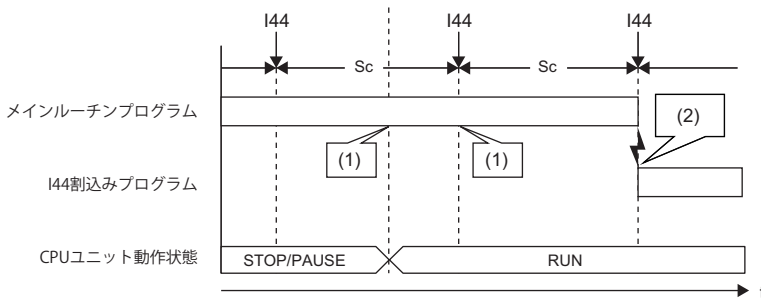 I44 I44 I44
Sc Sc
メインルーチンプログラム
(2)
(1) (1)
I44割込みプログラム
CPUユニット動作状態 STOP/PAUSE RUN